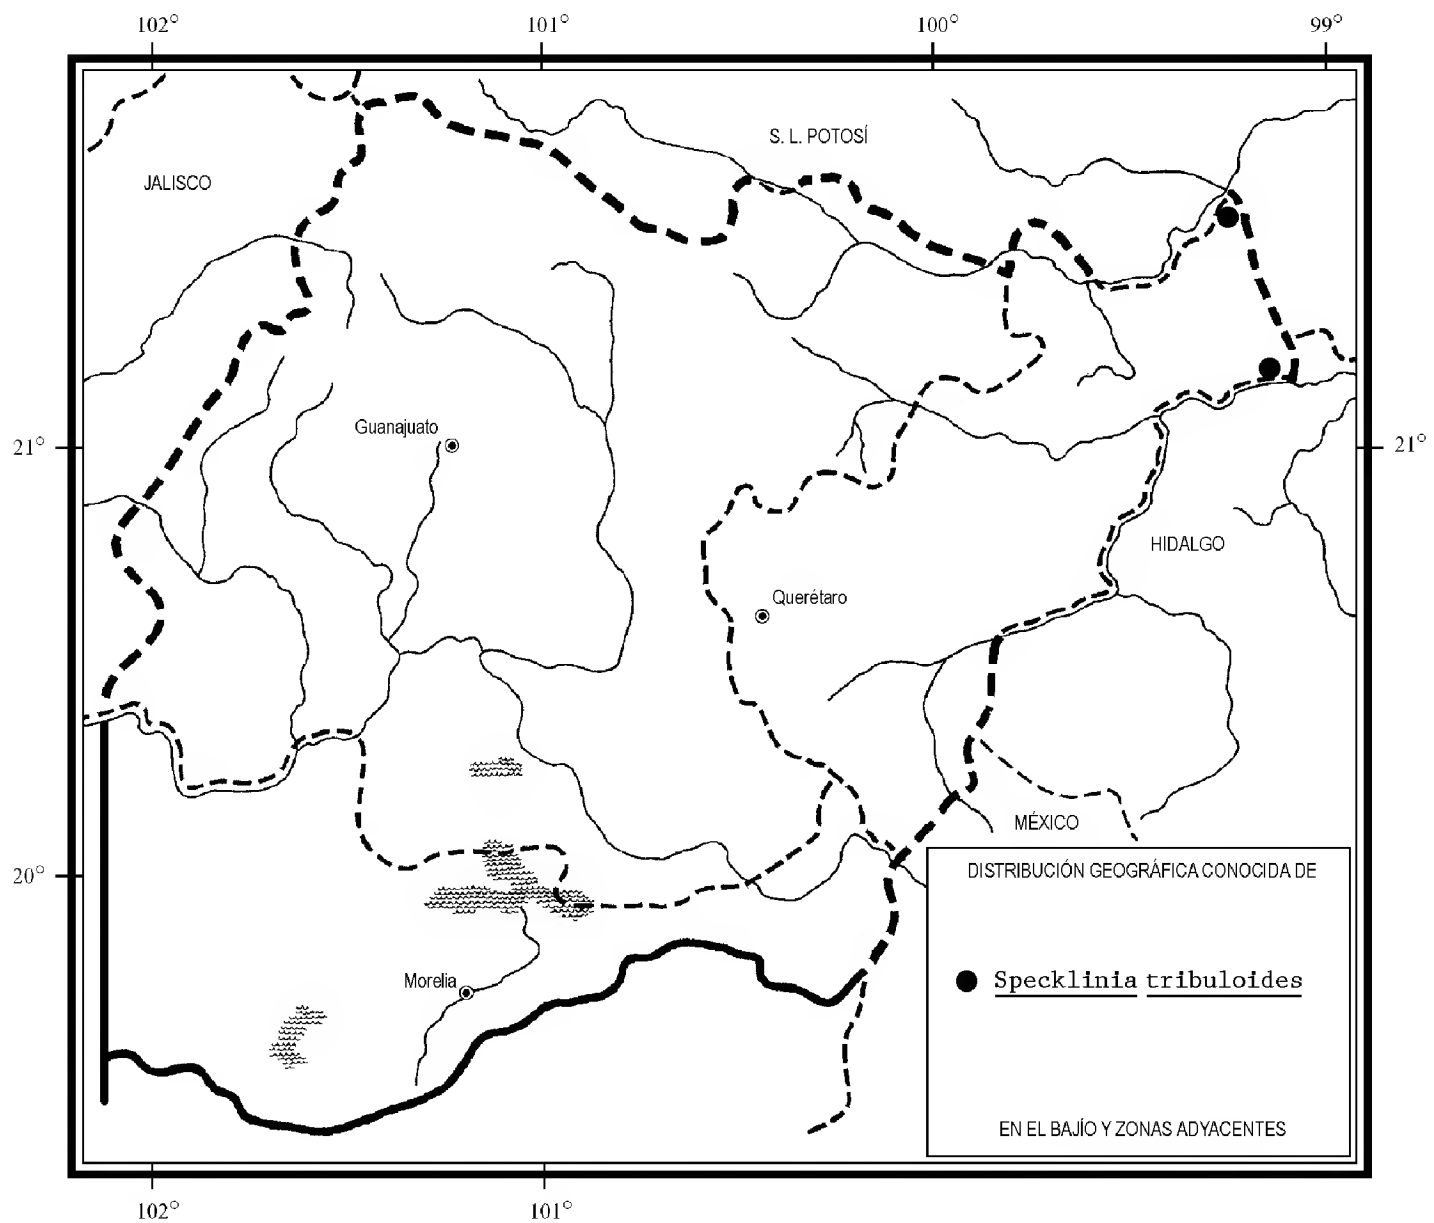 102° 101° 100° 99°
S. L. POTOSÍ
JALISCO
Guanajuato
21° 21°
HIDALGO
Querétaro
MÉXICO
20°
DISTRIBUCIÓN GEOGRÁFICA CONOCIDA DE
Morelia
Specklinia tribuloides
EN EL BAJÍO Y ZONAS ADYACENTES
102° 101°